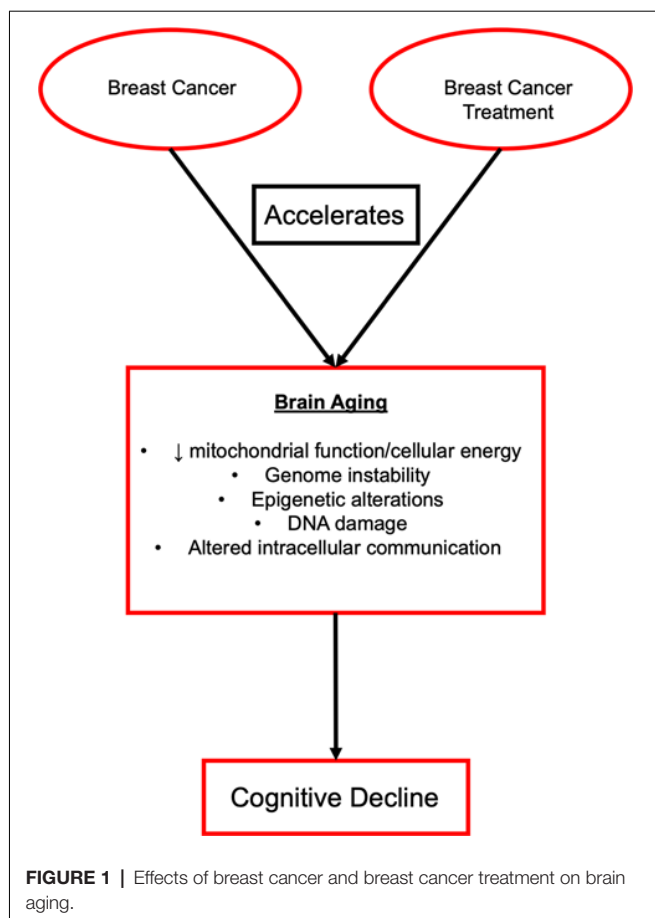 Breast Cancer
Breast Cancer
Treatment
Accelerates
Brain Aging
• ↓ mitochondrial function/cellular energy
• Genome instability
• Epigenetic alterations
• DNA damage
• Altered intracellular communication
Cognitive Decline
FIGURE 1 | Effects of breast cancer and breast cancer treatment on brain
aging.